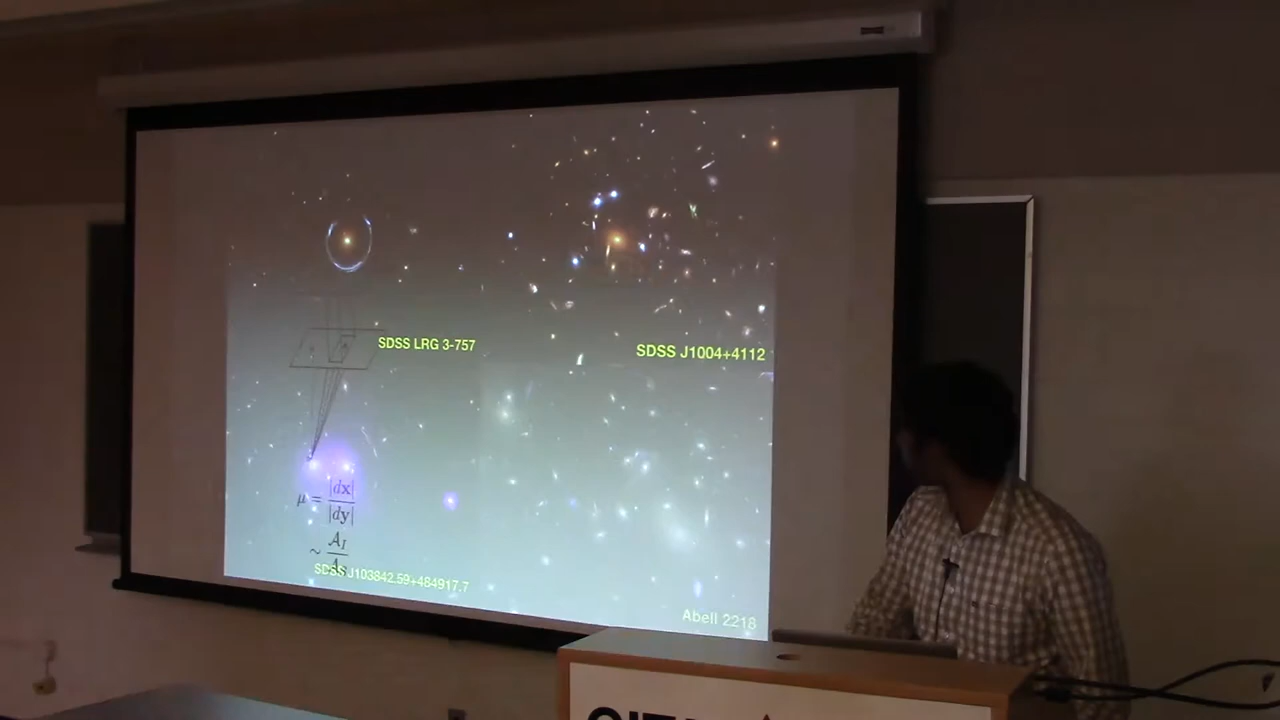 SDSS LRG 3-757
SDSS J1004+4112
μ = |dx| / |dy|
SDSS J103842.59+484917.7
Abell 2218